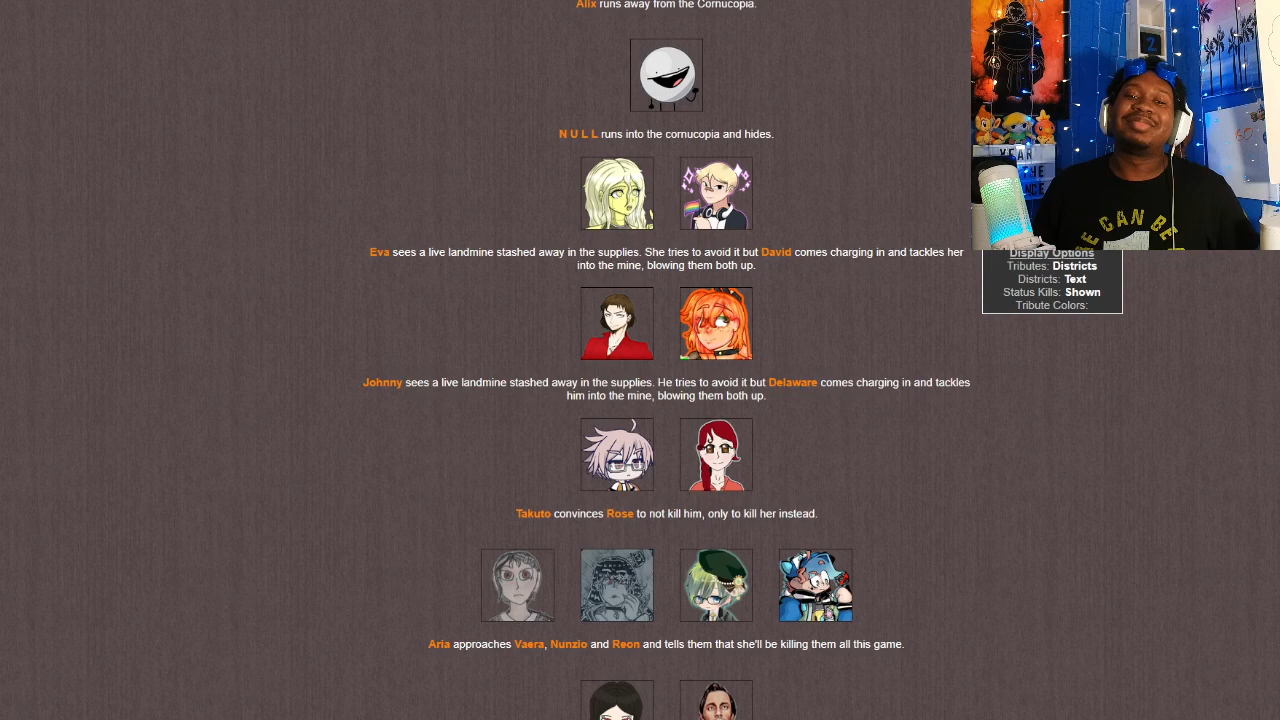 Alix runs away from the Cornucopia.
N U L L runs into the cornucopia and hides.
Eva sees a live landmine stashed away in the supplies. She tries to avoid it but David comes charging in and tackles her
into the mine, blowing them both up.
Johnny sees a live landmine stashed away in the supplies. He tries to avoid it but Delaware comes charging in and tackles
him into the mine, blowing them both up.
Takuto convinces Rose to not kill him, only to kill her instead.
Aria approaches Vaera, Nunzio and Reon and tells them that she'll be killing them all this game.
2
YEAR
CAN BE
Display Options
Tributes: Districts
Districts: Text
Status Kills: Shown
Tribute Colors: